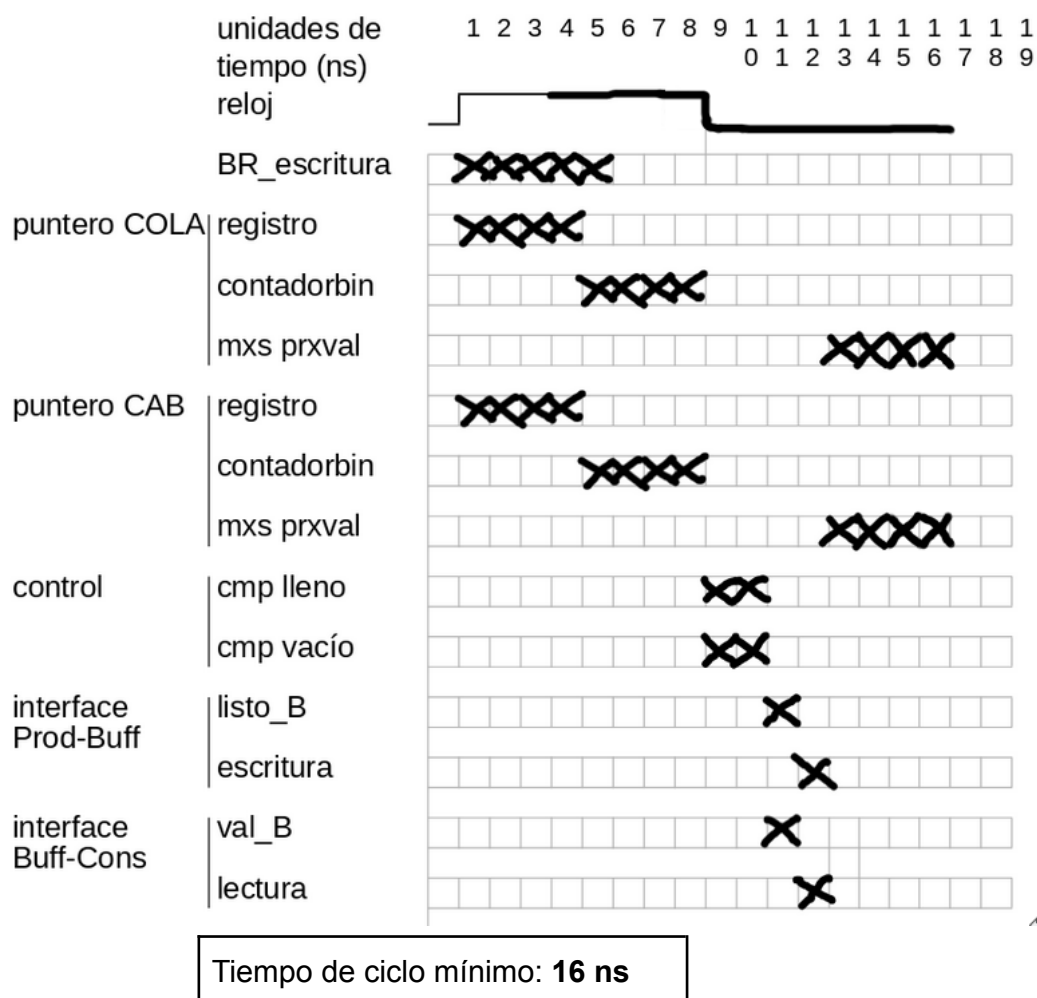 unidades de 1 2 3 4 5 6 7 8 9 1 1 1 1 1 1 1 1 1 1
tiempo (ns) 0 1 2 3 4 5 6 7 8 9
reloj
BR_escritura
puntero COLA registro
contadorbin
mxs prxval
puntero CAB registro
contadorbin
mxs prxval
control cmp lleno
cmp vacío
interface listo_B
Prod-Buff
escritura
interface val_B
Buff-Cons
lectura
Tiempo de ciclo mínimo: 16 ns